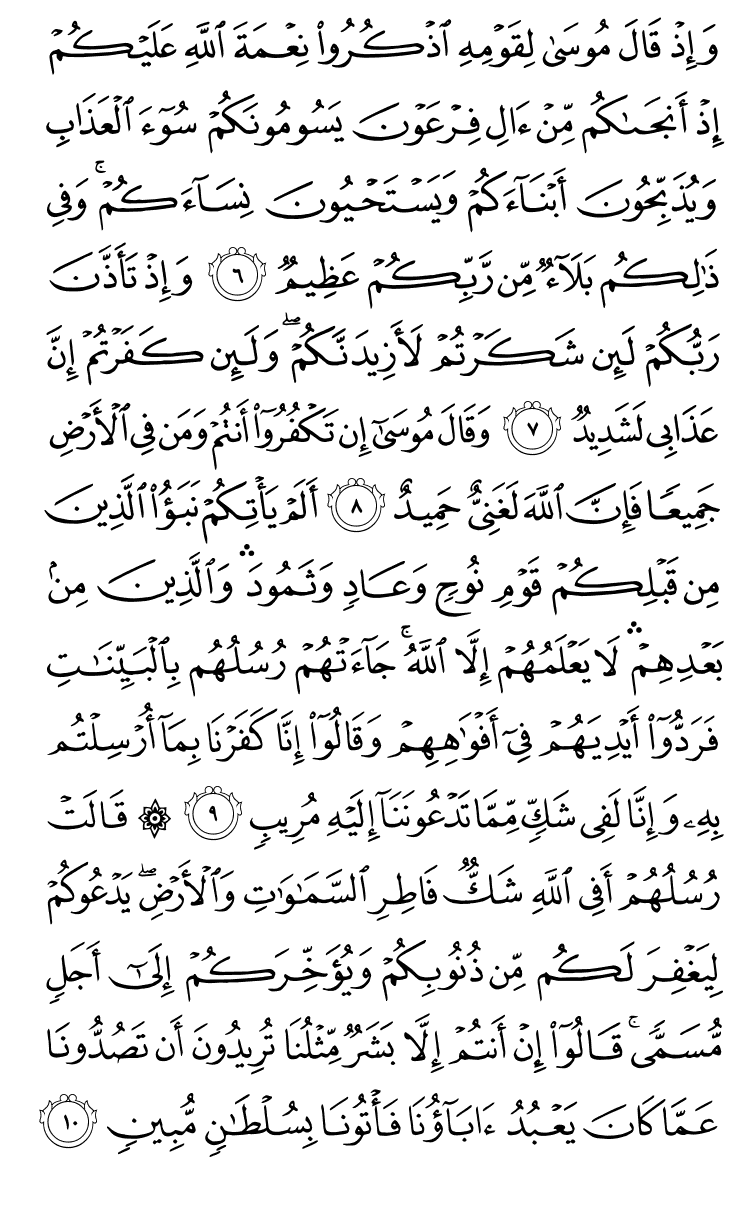 وَإِذۡ قَالَ مُوسَىٰ لِقَوۡمِهِ ٱذۡكُرُواْ نِعۡمَةَ ٱللَّهِ عَلَيۡكُمۡ
إِذۡ أَنجَىٰكُم مِّنۡ ءَالِ فِرۡعَوۡنَ يَسُومُونَكُمۡ سُوٓءَ ٱلۡعَذَابِ
وَيُذَبِّحُونَ أَبۡنَآءَكُمۡ وَيَسۡتَحۡيُونَ نِسَآءَكُمۡۚ وَفِي
ذَٰلِكُم بَلَآءٞ مِّن رَّبِّكُمۡ عَظِيمٞ ٦ وَإِذۡ تَأَذَّنَ
رَبُّكُمۡ لَئِن شَكَرۡتُمۡ لَأَزِيدَنَّكُمۡۖ وَلَئِن كَفَرۡتُمۡ إِنَّ
عَذَابِي لَشَدِيدٞ ٧ وَقَالَ مُوسَىٰٓ إِن تَكۡفُرُوٓاْ أَنتُمۡ وَمَن فِي ٱلۡأَرۡضِ
جَمِيعٗا فَإِنَّ ٱللَّهَ لَغَنِيٌّ حَمِيدٌ ٨ أَلَمۡ يَأۡتِكُمۡ نَبَؤُاْ ٱلَّذِينَ
مِن قَبۡلِكُمۡ قَوۡمِ نُوحٖ وَعَادٖ وَثَمُودَۛ وَٱلَّذِينَ مِنۢ
بَعۡدِهِمۡۛ لَا يَعۡلَمُهُمۡ إِلَّا ٱللَّهُۚ جَآءَتۡهُمۡ رُسُلُهُم بِٱلۡبَيِّنَٰتِ
فَرَدُّوٓاْ أَيۡدِيَهُمۡ فِيٓ أَفۡوَٰهِهِمۡ وَقَالُوٓاْ إِنَّا كَفَرۡنَا بِمَآ أُرۡسِلۡتُم
بِهِۦ وَإِنَّا لَفِي شَكّٖ مِّمَّا تَدۡعُونَنَآ إِلَيۡهِ مُرِيبٖ ٩ ۞ قَالَتۡ
رُسُلُهُمۡ أَفِي ٱللَّهِ شَكّٞ فَاطِرِ ٱلسَّمَٰوَٰتِ وَٱلۡأَرۡضِۖ يَدۡعُوكُمۡ
لِيَغۡفِرَ لَكُم مِّن ذُنُوبِكُمۡ وَيُؤَخِّرَكُمۡ إِلَىٰٓ أَجَلٖ
مُّسَمّٗىۚ قَالُوٓاْ إِنۡ أَنتُمۡ إِلَّا بَشَرٞ مِّثۡلُنَا تُرِيدُونَ أَن تَصُدُّونَا
عَمَّا كَانَ يَعۡبُدُ ءَابَآؤُنَا فَأۡتُونَا بِسُلۡطَٰنٖ مُّبِينٖ ١٠